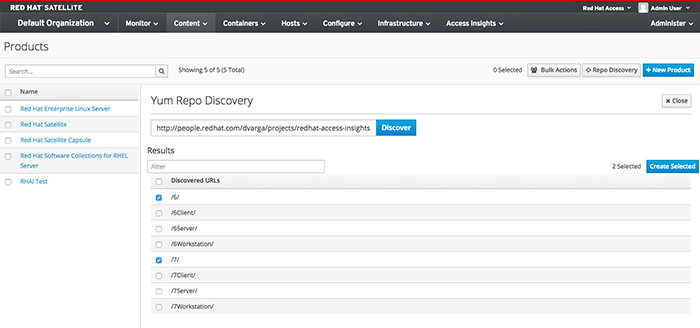 RED HAT SATELLITE
Red Hat Access Admin User
Default Organization Monitor Content Containers Hosts Configure Infrastructure Access Insights Administer
Products
Search... Showing 5 of 5 (5 Total) 0 Selected Bulk Actions Repo Discovery + New Product
Name
Red Hat Enterprise Linux Server
Red Hat Satellite
Red Hat Satellite Capsule
Red Hat Software Collections for RHEL
Server
RHAI Test
Yum Repo Discovery
× Close
http://people.redhat.com/dvarga/projects/redhat-access-insights Discover
Results
Filter 2 Selected Create Selected
Discovered URLs
/6/
/6Client/
/6Server/
/6Workstation/
/7/
/7Client/
/7Server/
/7Workstation/